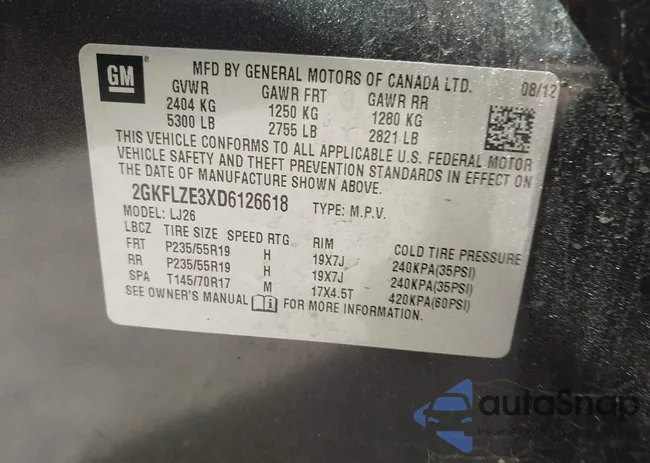 GM
MFD BY GENERAL MOTORS OF CANADA LTD. 08/12
GVWR GAWR FRT GAWR RR
2404 KG 1250 KG 1280 KG
5300 LB 2755 LB 2821 LB
THIS VEHICLE CONFORMS TO ALL APPLICABLE U.S. FEDERAL MOTOR
VEHICLE SAFETY AND THEFT PREVENTION STANDARDS IN EFFECT ON
THE DATE OF MANUFACTURE SHOWN ABOVE.
2GKFLZE3XD6126618 TYPE: M.P.V.
MODEL: LJ26
LBCZ TIRE SIZE SPEED RTG RIM COLD TIRE PRESSURE
FRT P235/55R19 H 19X7J 240KPA(35PSI)
RR P235/55R19 H 19X7J 240KPA(35PSI)
SPA T145/70R17 M 17X4.5T 420KPA(60PSI)
SEE OWNER'S MANUAL FOR MORE INFORMATION.
autoSnap